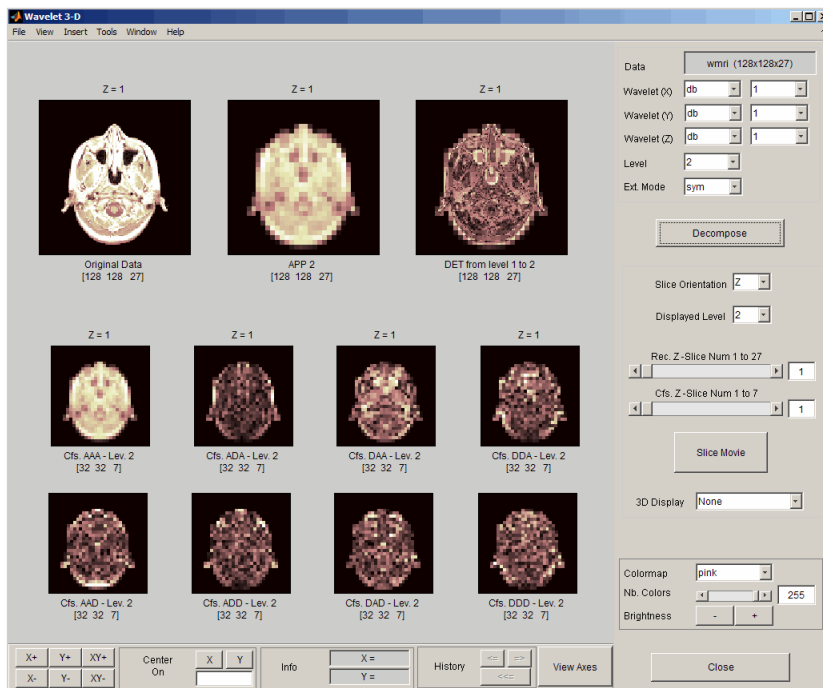 Wavelet 3-D
File View Insert Tools Window Help
Z = 1 Z = 1 Z = 1
Original Data APP 2 DET from level 1 to 2
[128 128 27] [128 128 27] [128 128 27]
Z = 1 Z = 1 Z = 1 Z = 1
Cfs. AAA - Lev. 2 Cfs. ADA - Lev. 2 Cfs. DAA - Lev. 2 Cfs. DDA - Lev. 2
[32 32 7] [32 32 7] [32 32 7] [32 32 7]
Cfs. AAD - Lev. 2 Cfs. ADD - Lev. 2 Cfs. DAD - Lev. 2 Cfs. DDD - Lev. 2
[32 32 7] [32 32 7] [32 32 7] [32 32 7]
Data wmri (128x128x27)
Wavelet (X) db 1
Wavelet (Y) db 1
Wavelet (Z) db 1
Level 2
Ext. Mode sym
Decompose
Slice Orientation Z
Displayed Level 2
Rec. Z-Slice Num 1 to 27
1
Cfs. Z-Slice Num 1 to 7
1
Slice Movie
3D Display None
Colormap pink
Nb. Colors 255
Brightness - +
X+ Y+ XY+
X- Y- XY-
Center On X Y
Info X =
Y =
History <= =>
<<=
View Axes
Close